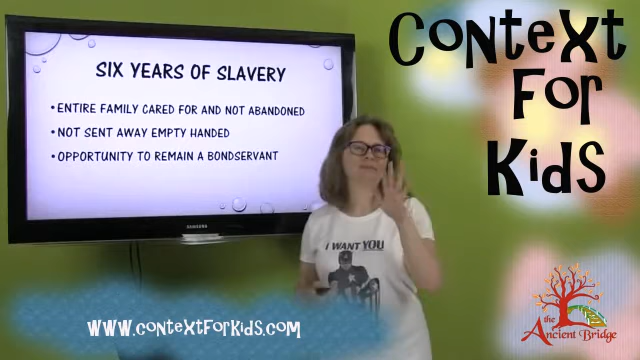 SIX YEARS OF SLAVERY
• ENTIRE FAMILY CARED FOR AND NOT ABANDONED
• NOT SENT AWAY EMPTY HANDED
• OPPORTUNITY TO REMAIN A BONDSERVANT
SAMSUNG
I WANT YOU
ContExt
For
Kids
www.contextForKids.com
the
Ancient Bridge